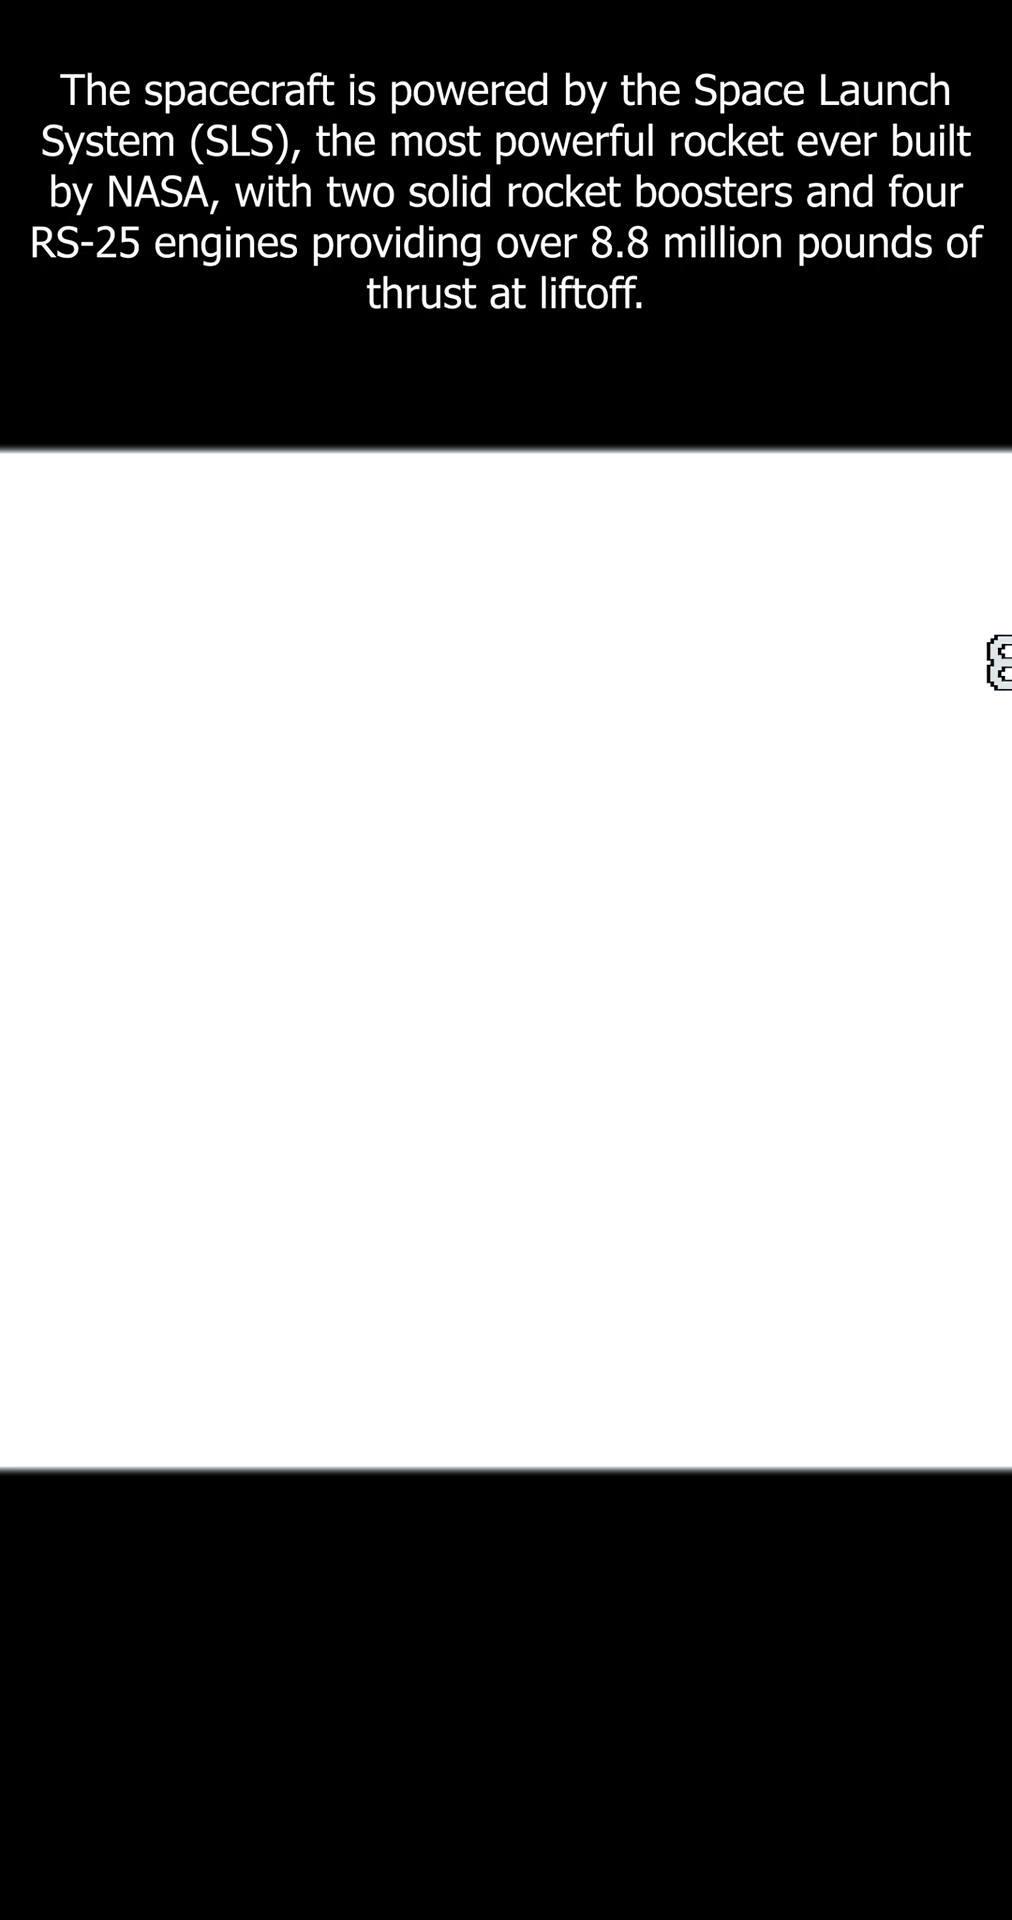 The spacecraft is powered by the Space Launch
System (SLS), the most powerful rocket ever built
by NASA, with two solid rocket boosters and four
RS-25 engines providing over 8.8 million pounds of
thrust at liftoff.